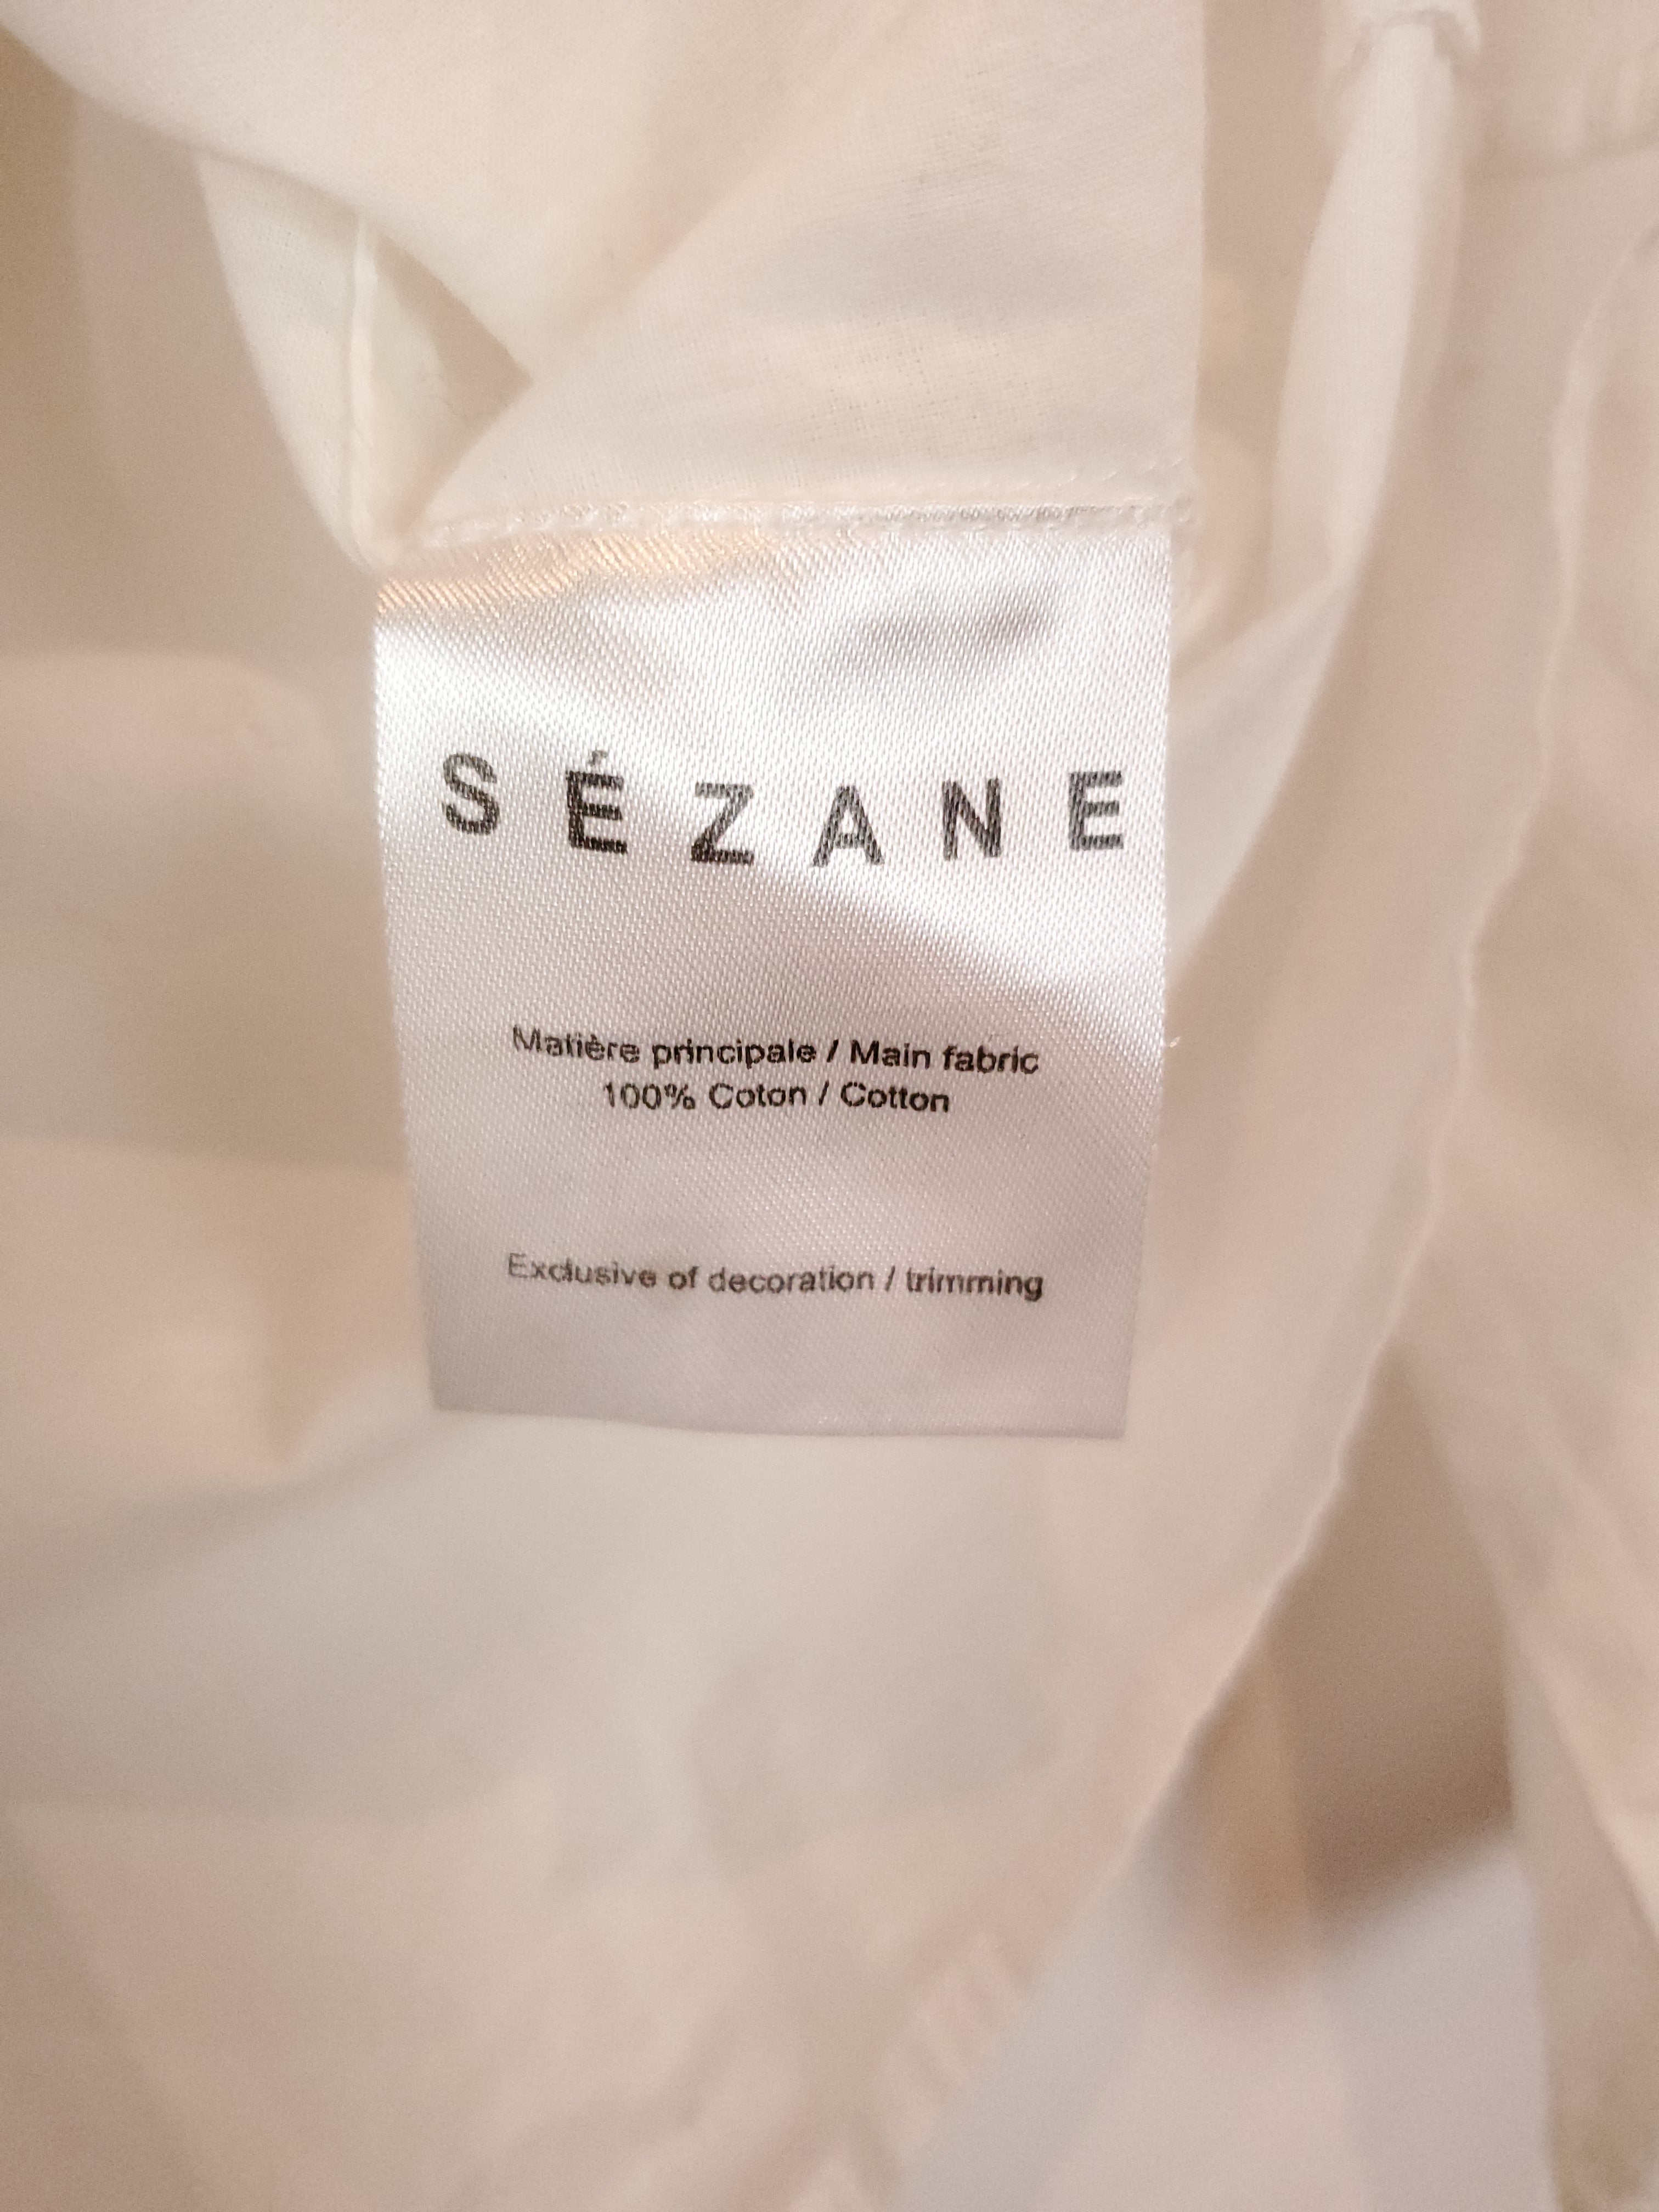 SÉZANE
Matière principale / Main fabric
100% Coton / Cotton
Exclusive of decoration / trimming